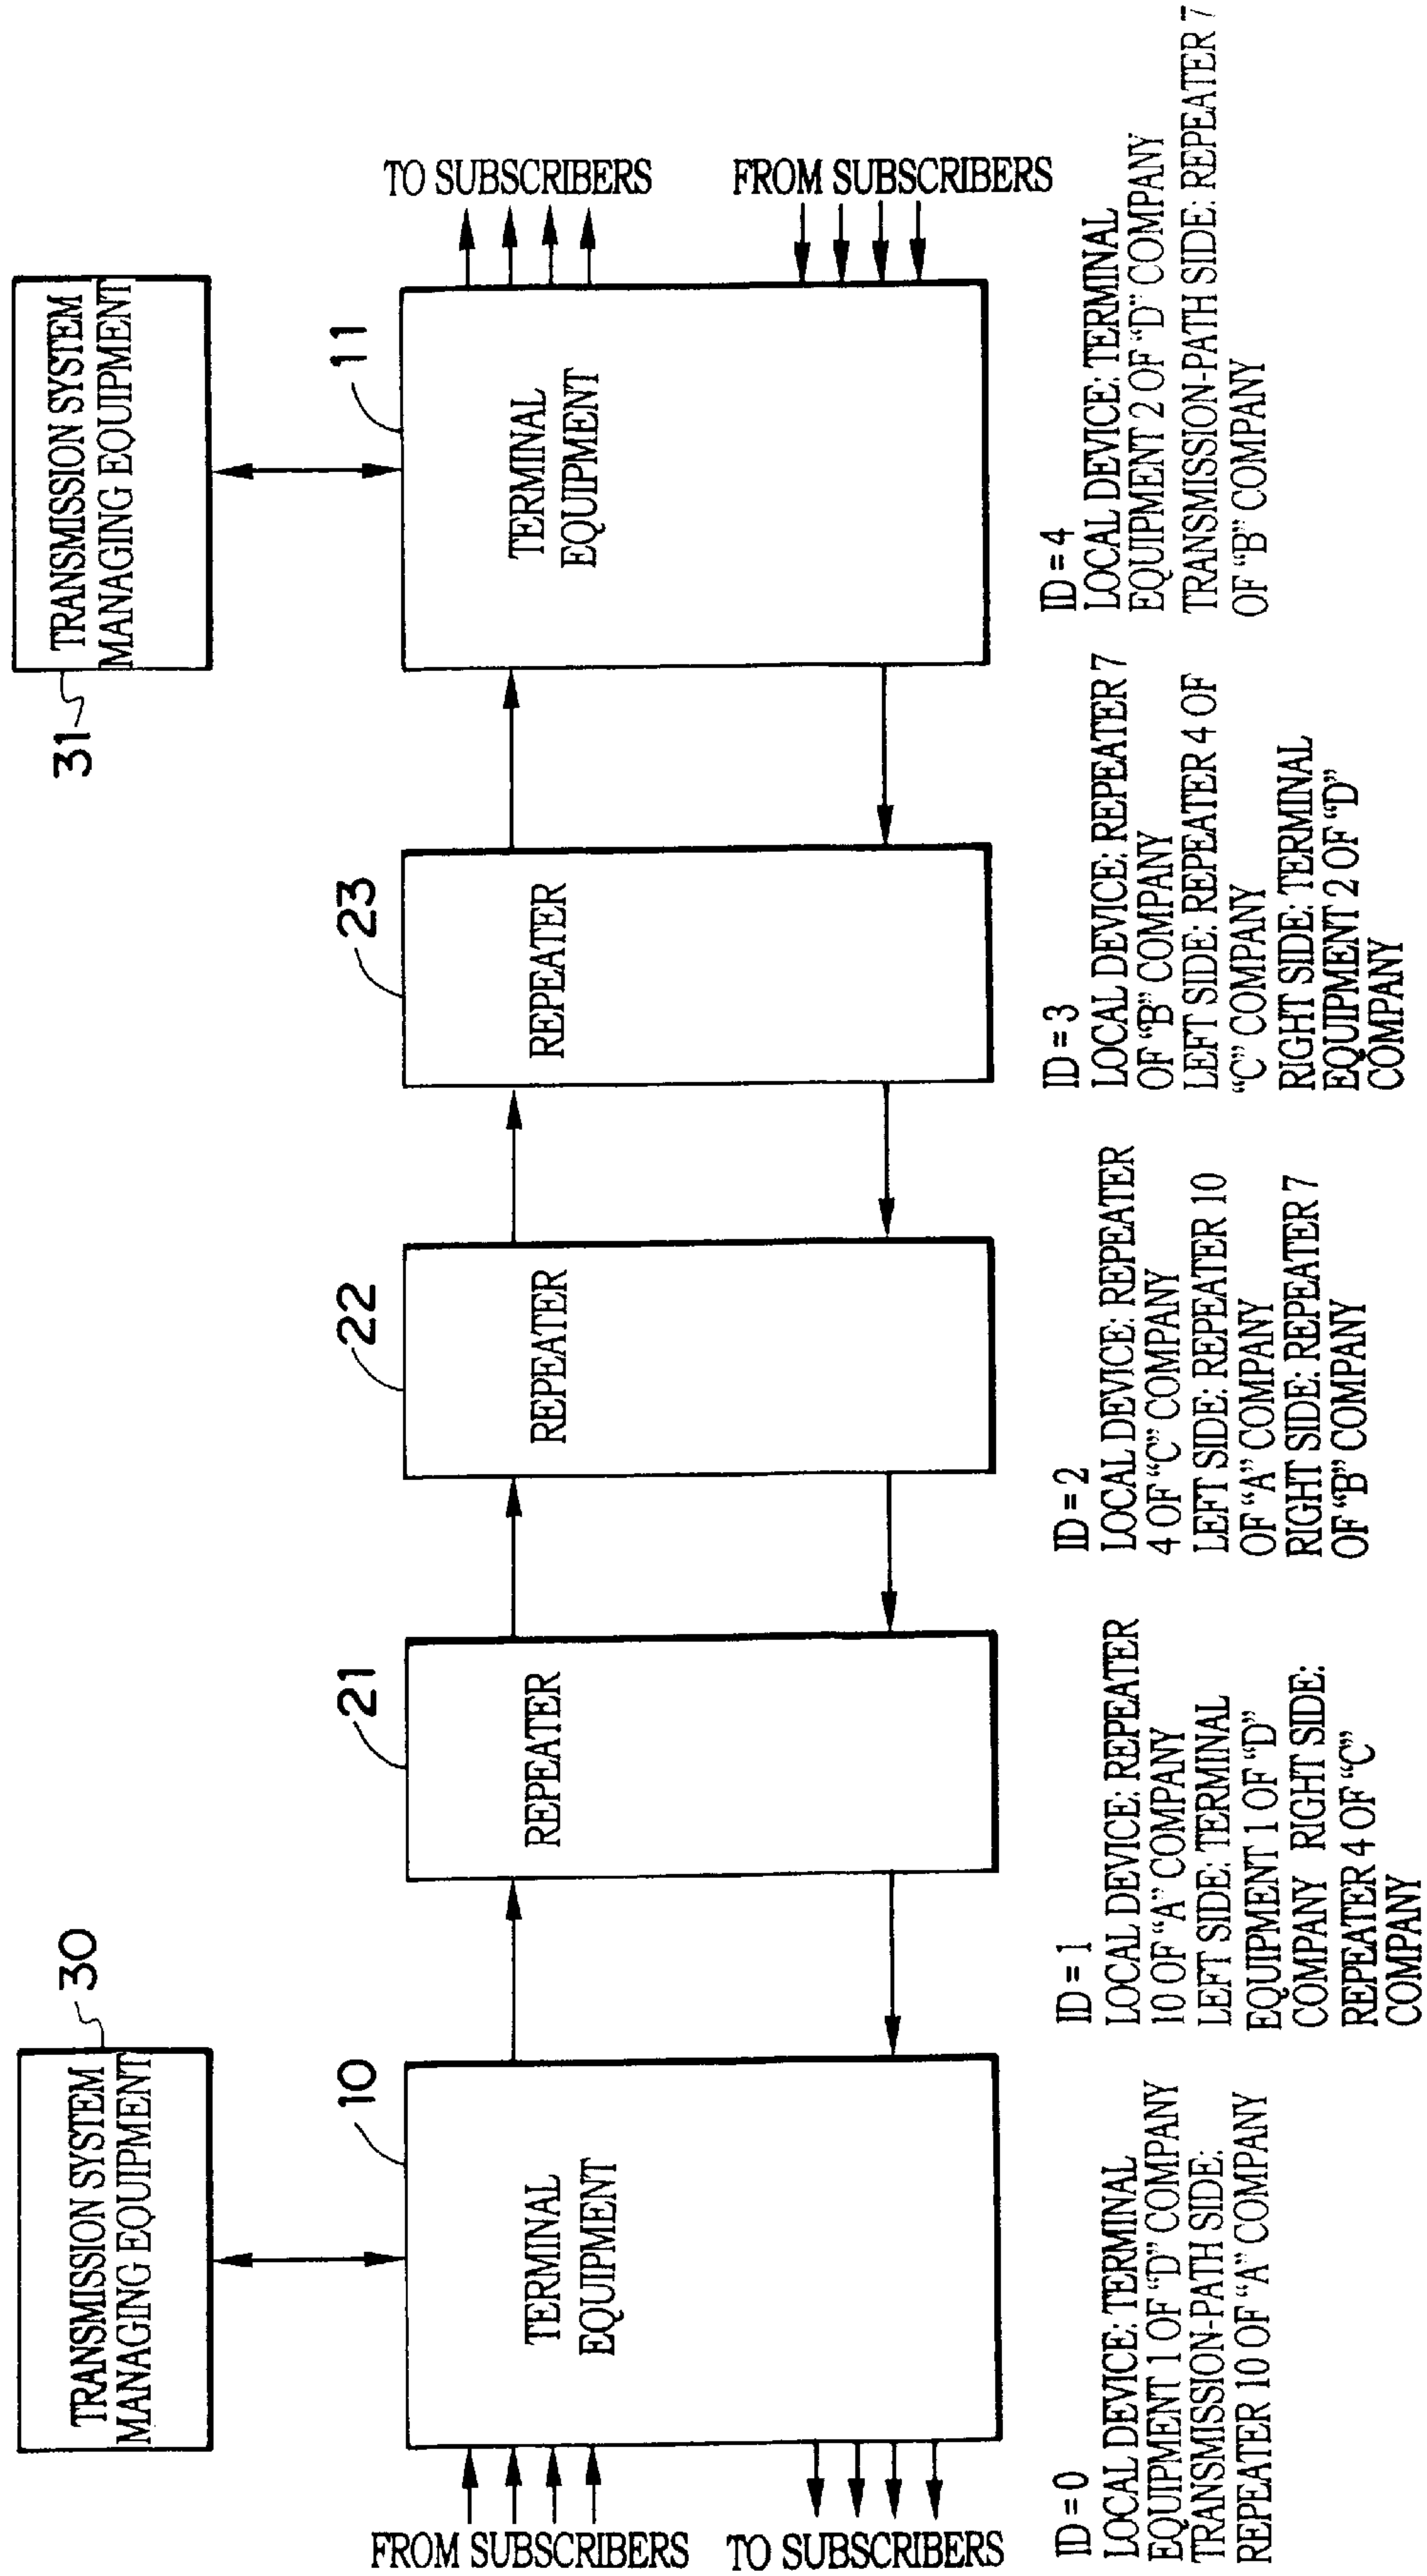 TRANSMISSION SYSTEM
MANAGING EQUIPMENT
30
TRANSMISSION SYSTEM
MANAGING EQUIPMENT
31
FROM SUBSCRIBERS
TO SUBSCRIBERS
10
TERMINAL
EQUIPMENT
21
REPEATER
22
REPEATER
23
REPEATER
11
TERMINAL
EQUIPMENT
TO SUBSCRIBERS
FROM SUBSCRIBERS
ID = 0
LOCAL DEVICE: TERMINAL
EQUIPMENT 1 OF “D” COMPANY
TRANSMISSION-PATH SIDE:
REPEATER 10 OF “A” COMPANY
ID = 1
LOCAL DEVICE: REPEATER
10 OF “A” COMPANY
LEFT SIDE: TERMINAL
EQUIPMENT 1 OF “D”
COMPANY RIGHT SIDE:
REPEATER 4 OF “C”
COMPANY
ID = 2
LOCAL DEVICE: REPEATER
4 OF “C” COMPANY
LEFT SIDE: REPEATER 10
OF “A” COMPANY
RIGHT SIDE: REPEATER 7
OF “B” COMPANY
ID = 3
LOCAL DEVICE: REPEATER 7
OF “B” COMPANY
LEFT SIDE: REPEATER 4 OF
“C” COMPANY
RIGHT SIDE: TERMINAL
EQUIPMENT 2 OF “D”
COMPANY
ID = 4
LOCAL DEVICE: TERMINAL
EQUIPMENT 2 OF “D” COMPANY
TRANSMISSION-PATH SIDE: REPEATER 7
OF “B” COMPANY